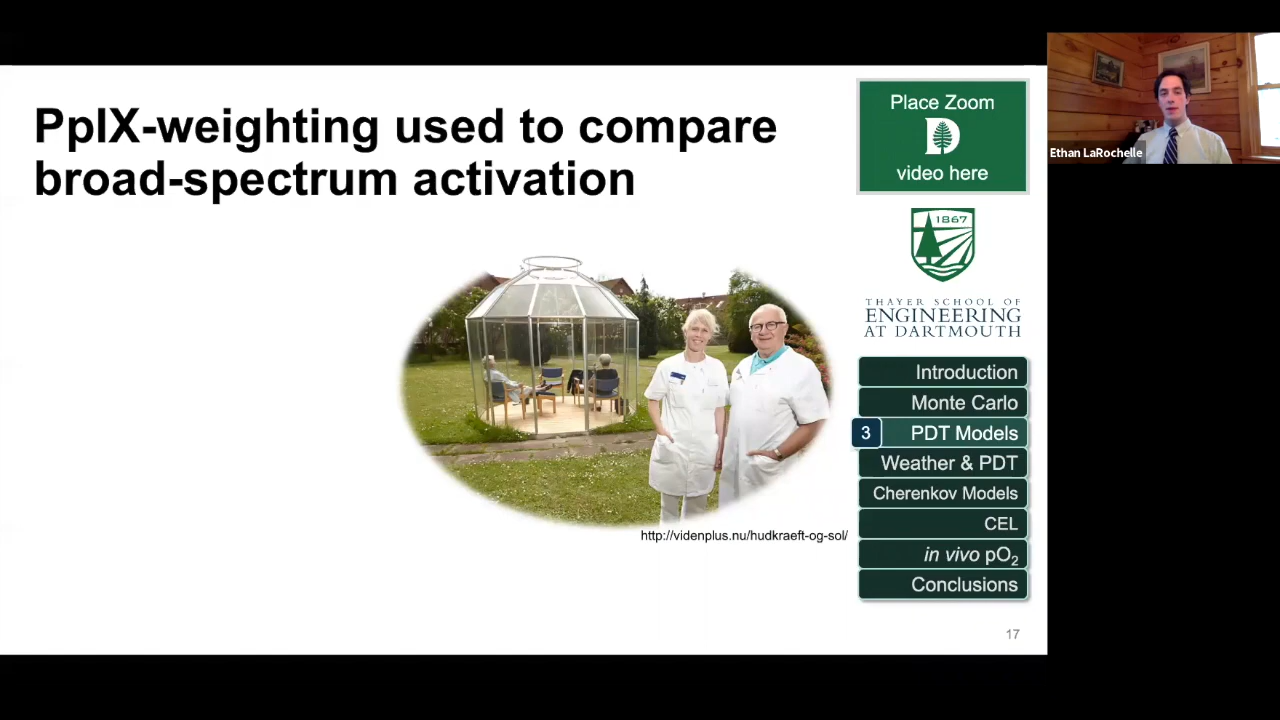 PpIX-weighting used to compare
broad-spectrum activation
http://videnplus.nu/hudkraeft-og-sol/
Place Zoom
D
video here
1867
THAYER SCHOOL OF
ENGINEERING
AT DARTMOUTH
Introduction
Monte Carlo
3 PDT Models
Weather & PDT
Cherenkov Models
CEL
in vivo pO₂
Conclusions
17
Ethan LaRochelle